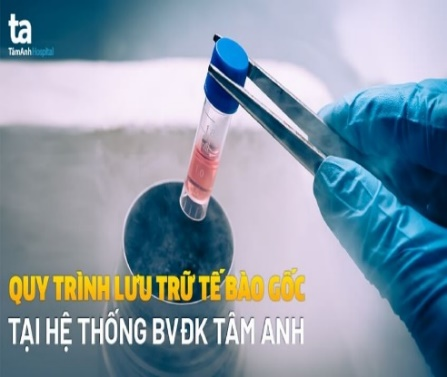 ta
TâmAnh Hospital
QUY TRÌNH LƯU TRỮ TẾ BÀO GỐC
TẠI HỆ THỐNG BVĐK TÂM ANH